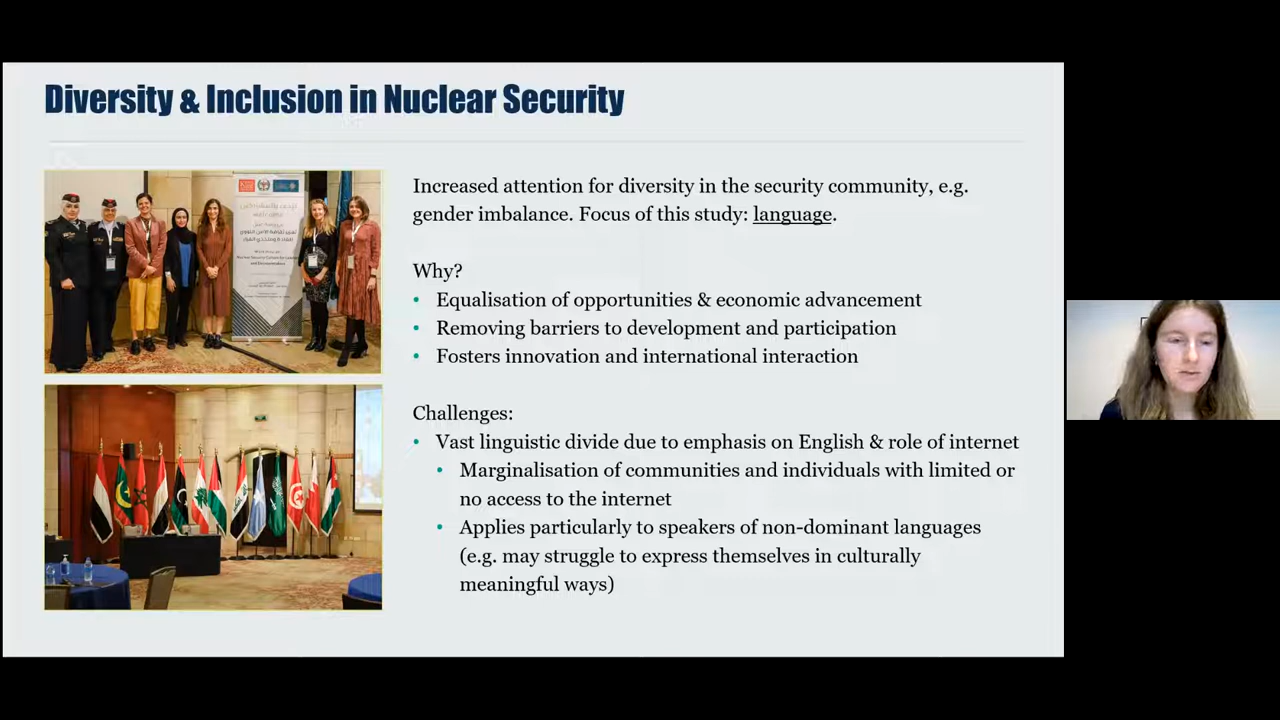 Diversity & Inclusion in Nuclear Security
Increased attention for diversity in the security community, e.g.
gender imbalance. Focus of this study: language.
Why?
• Equalisation of opportunities & economic advancement
• Removing barriers to development and participation
• Fosters innovation and international interaction
Challenges:
• Vast linguistic divide due to emphasis on English & role of internet
• Marginalisation of communities and individuals with limited or
no access to the internet
• Applies particularly to speakers of non-dominant languages
(e.g. may struggle to express themselves in culturally
meaningful ways)